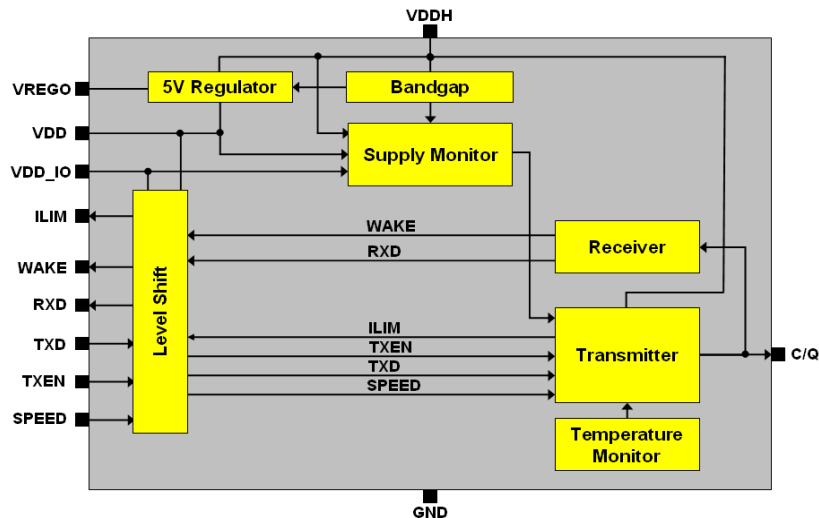 VDDH
VREGO
5V Regulator
Bandgap
VDD
Supply Monitor
VDD_IO
ILIM
WAKE
Receiver
RXD
WAKE
RXD
Level Shift
ILIM
TXD
TXEN
Transmitter
C/Q
TXD
TXEN
SPEED
SPEED
Temperature
Monitor
GND